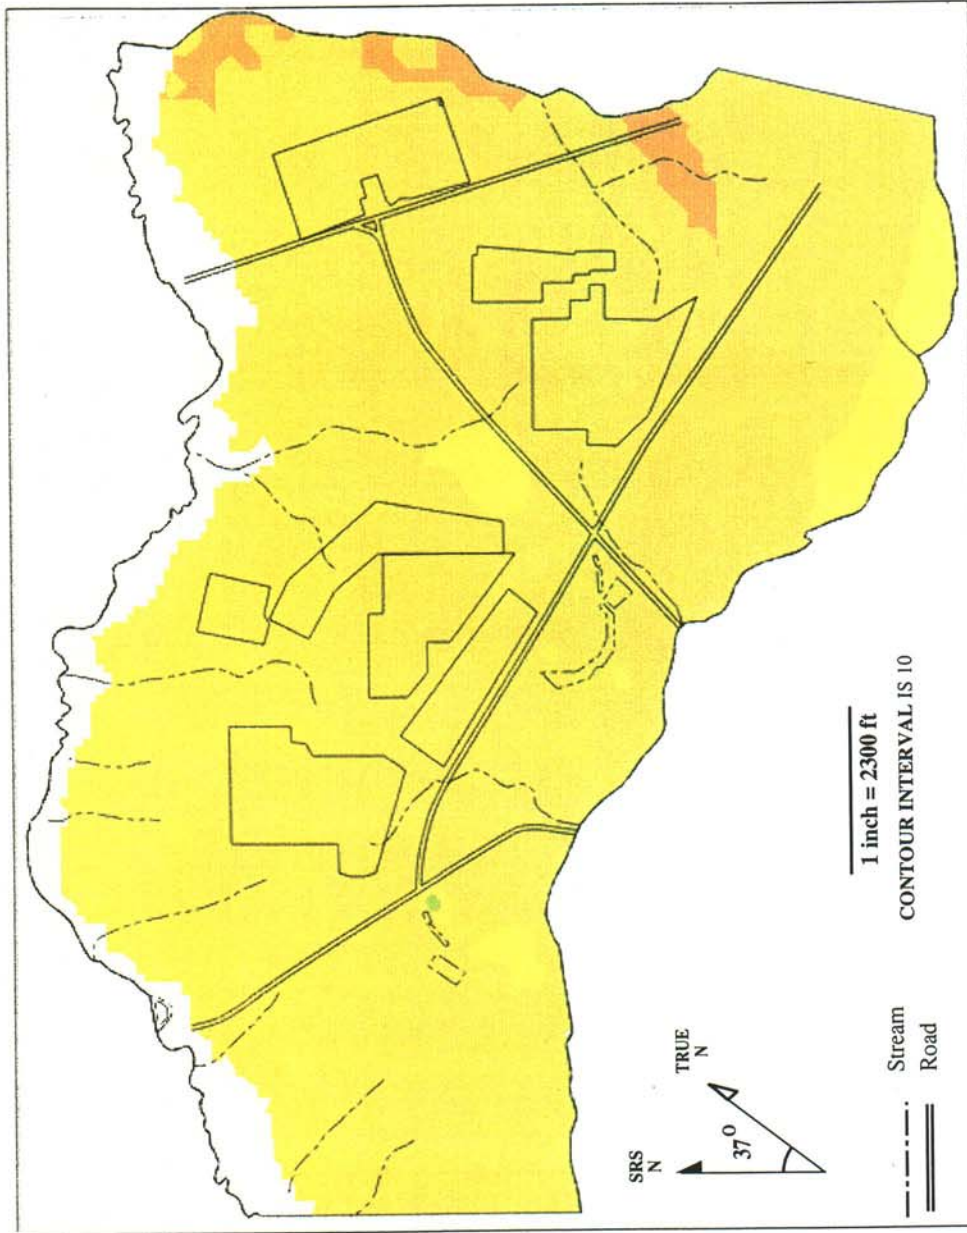 1 inch = 2300 ft
CONTOUR INTERVAL IS 10
SRS
N
TRUE
N
37°
Stream
Road